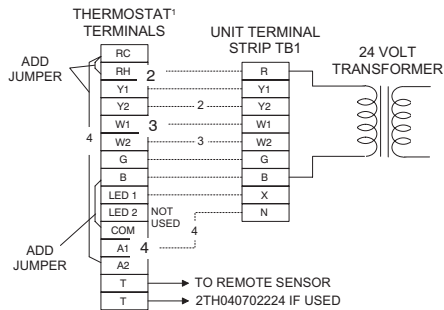 THERMOSTAT¹
TERMINALS
UNIT TERMINAL
STRIP TB1
24 VOLT
TRANSFORMER
ADD
JUMPER
RC
RH 2 R
Y1 Y1
Y2 2 Y2
W1 3 W1
4
W2 3 W2
G G
B B
LED 1 X
LED 2 NOT
USED
N
COM
4
A1 4
ADD
JUMPER
A2
T TO REMOTE SENSOR
T 2TH040702224 IF USED